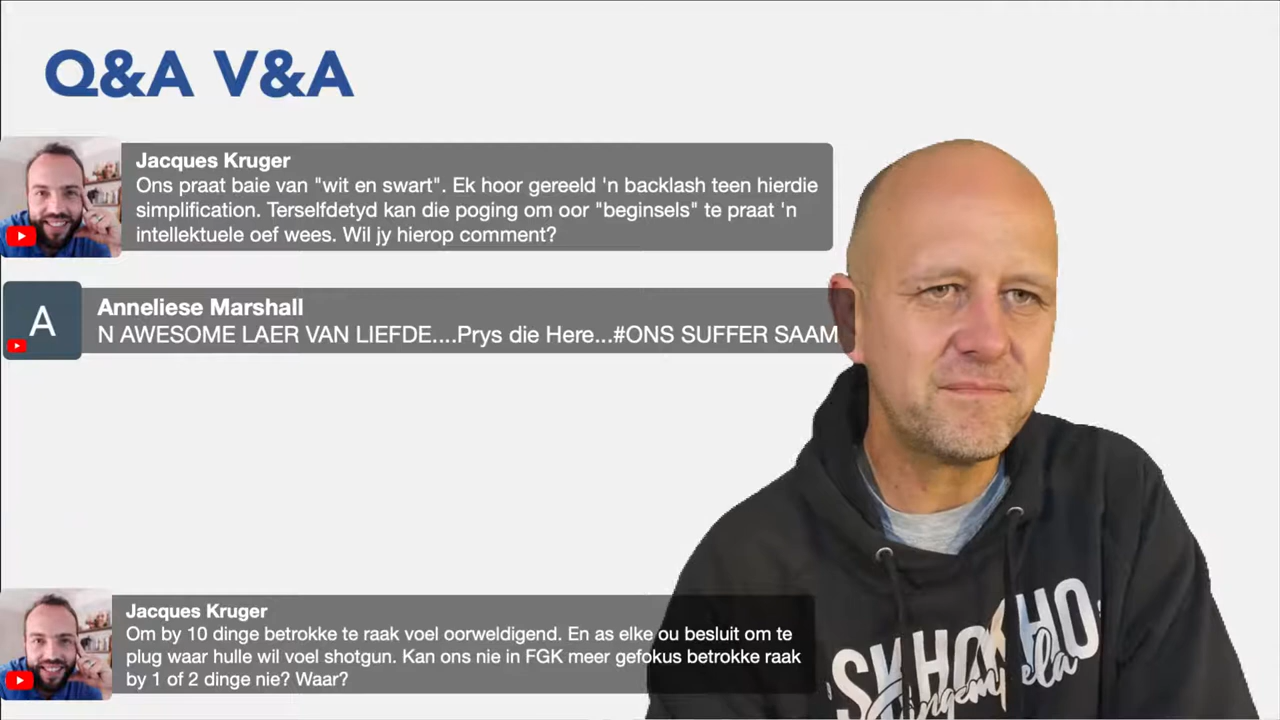 Q&A V&A
Jacques Kruger
Ons praat baie van "wit en swart". Ek hoor gereeld 'n backlash teen hierdie
simplification. Terselfdetyd kan die poging om oor "beginsels" te praat 'n
intellektuele oef wees. Wil jy hierop comment?
A
Anneliese Marshall
N AWESOME LAER VAN LIEFDE....Prys die Here...#ONS SUFFER SAAM
Jacques Kruger
Om by 10 dinge betrokke te raak voel oorweldigend. En as elke ou besluit om te
plug waar hulle wil voel shotgun. Kan ons nie in FGK meer gefokus betrokke raak
by 1 of 2 dinge nie? Waar?